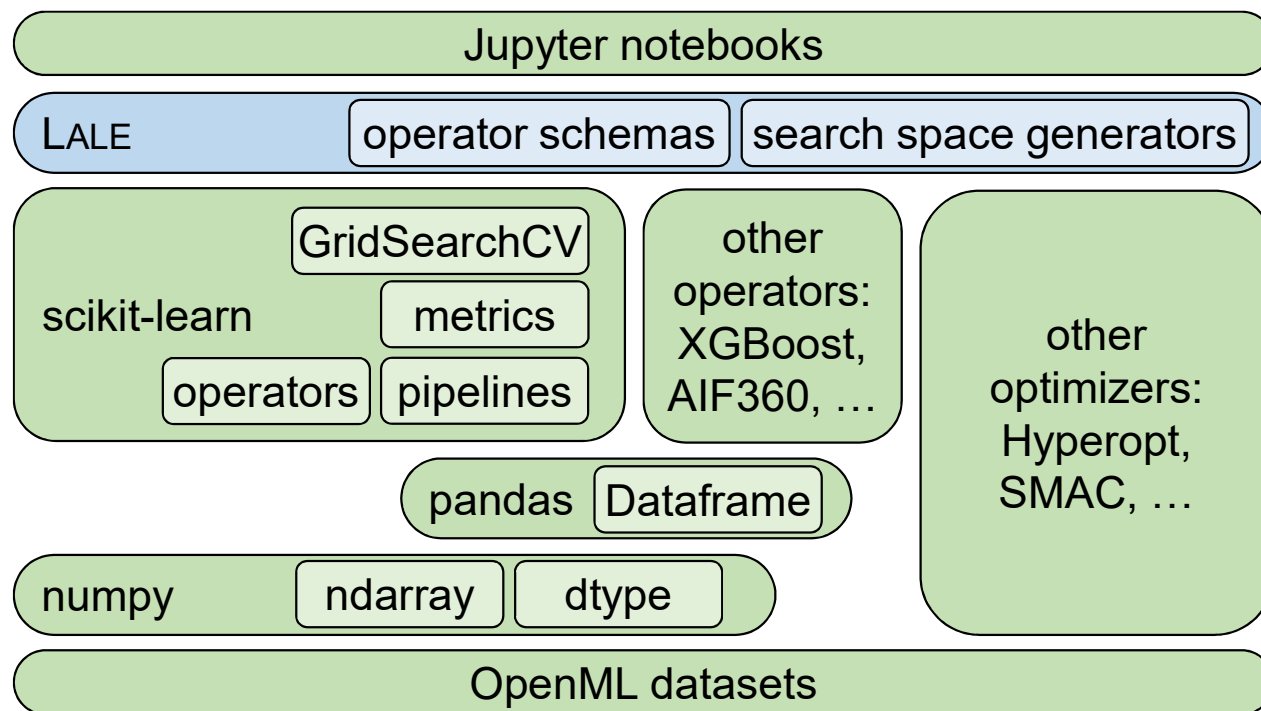 Jupyter notebooks
LALE
operator schemas
search space generators
scikit-learn
GridSearchCV
metrics
operators
pipelines
other
operators:
XGBoost,
AIF360, …
other
optimizers:
Hyperopt,
SMAC, …
pandas
Dataframe
numpy
ndarray
dtype
OpenML datasets